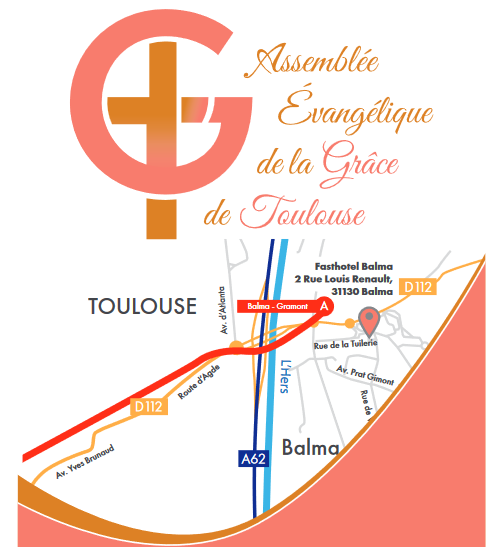 Assemblée
Évangélique
de la Grâce
de Toulouse
Fasthotel Balma
2 Rue Louis Renault,
31130 Balma
D112
TOULOUSE
Av. d'Atlanta
Balma - Gramont
A
Rue de la Tuilerie
L'Hers
Route d'Agde
Av. Prat Gimont
D112
Rue de
Balma
Av. Yves Brunaud
A62